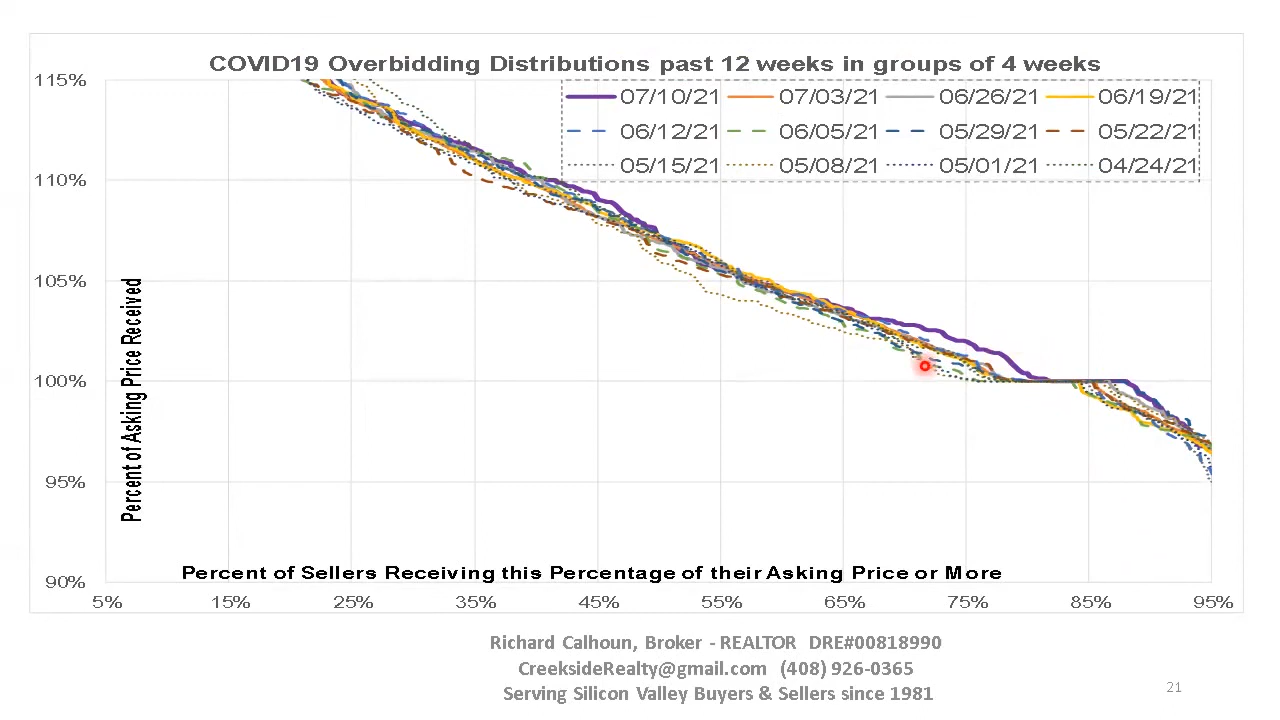 COVID19 Overbidding Distributions past 12 weeks in groups of 4 weeks
115%
07/10/21 07/03/21 06/26/21 06/19/21
06/12/21 06/05/21 05/29/21 05/22/21
05/15/21 05/08/21 05/01/21 04/24/21
110%
105%
100%
95%
90%
Percent of Asking Price Received
Percent of Sellers Receiving this Percentage of their Asking Price or More
5% 15% 25% 35% 45% 55% 65% 75% 85% 95%
Richard Calhoun, Broker - REALTOR DRE#00818990
CreeksideRealty@gmail.com (408) 926-0365
Serving Silicon Valley Buyers & Sellers since 1981
21